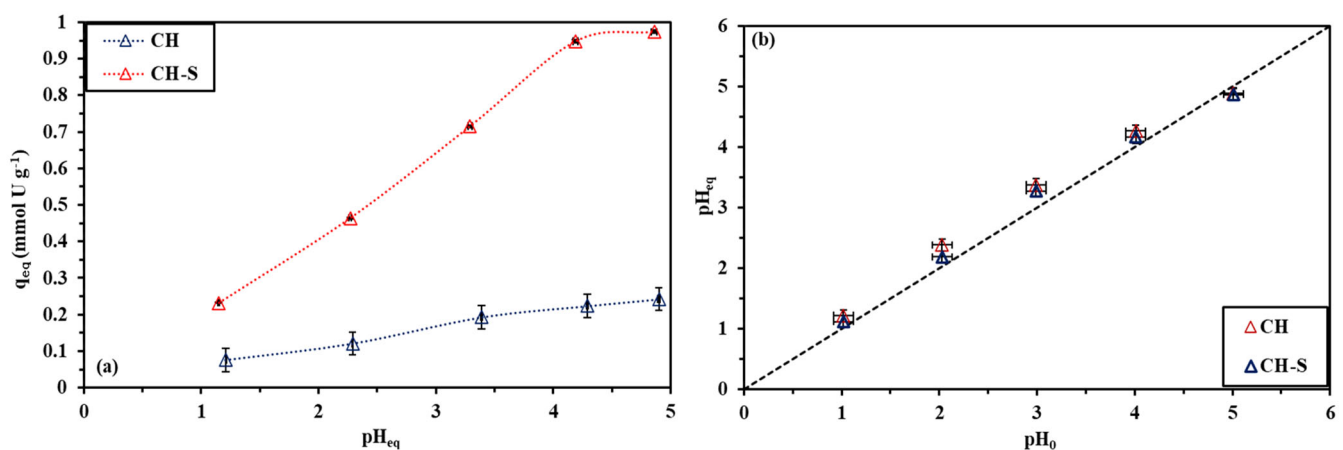 CH
CH-S
q_eq (mmol U g⁻¹)
1
0.9
0.8
0.7
0.6
0.5
0.4
0.3
0.2
0.1
0
(a)
0 1 2 3 4 5
pH_eq
(b)
pH_eq
6
5
4
3
2
1
0
CH
CH-S
0 1 2 3 4 5 6
pH₀